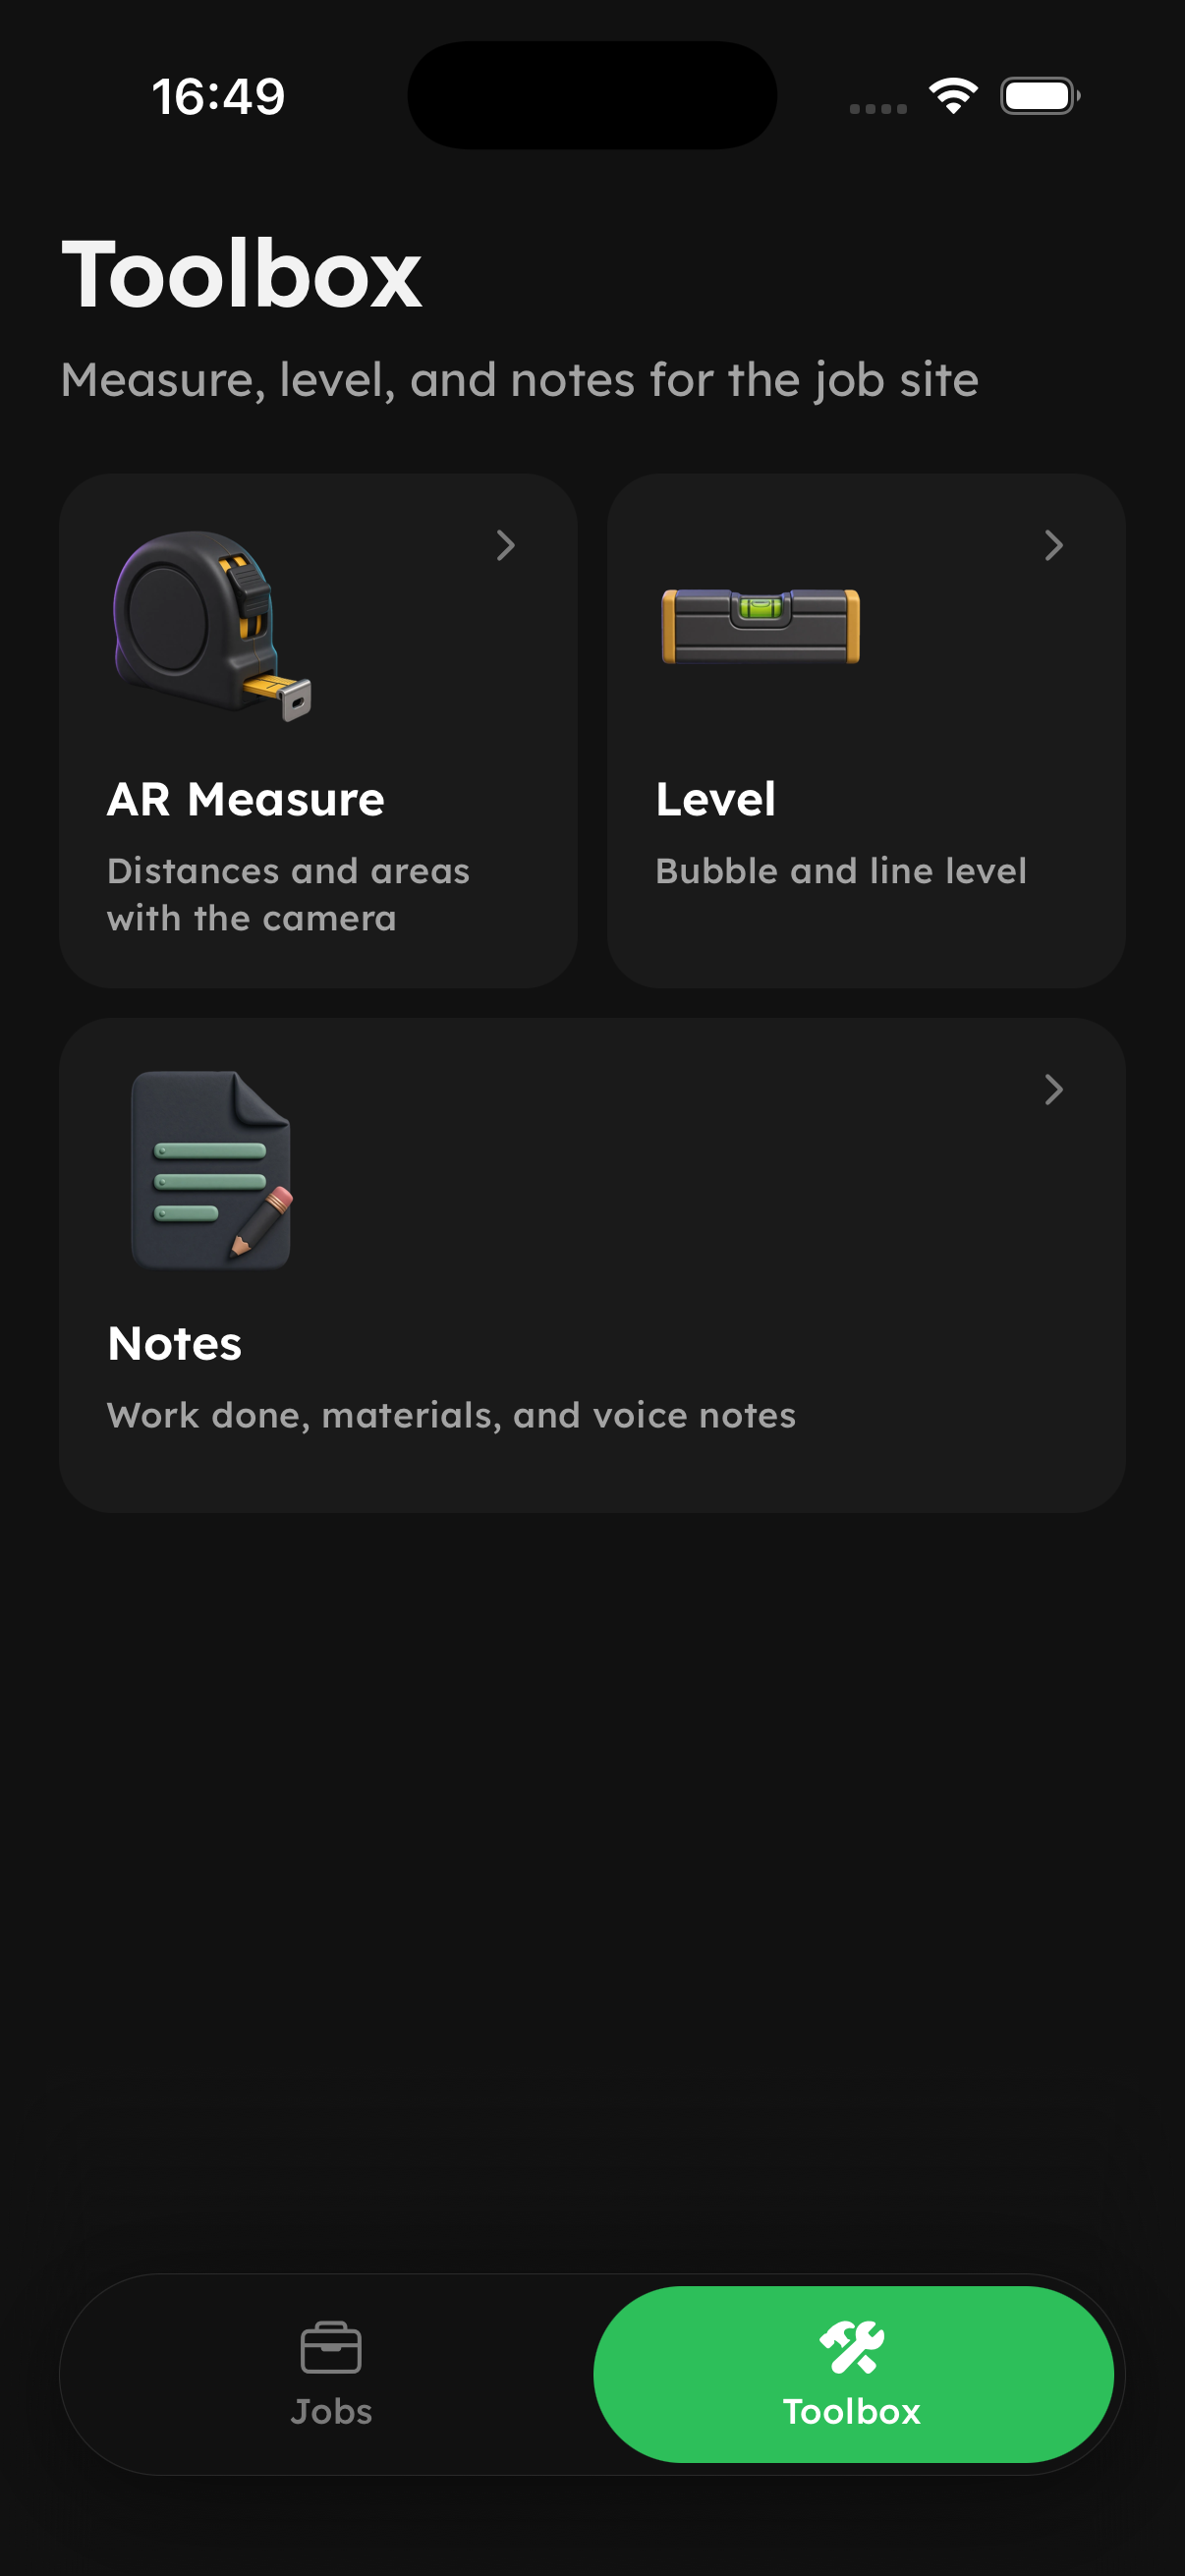 16:49
Toolbox
Measure, level, and notes for the job site
AR Measure
Distances and areas
with the camera
Level
Bubble and line level
Notes
Work done, materials, and voice notes
Jobs
Toolbox